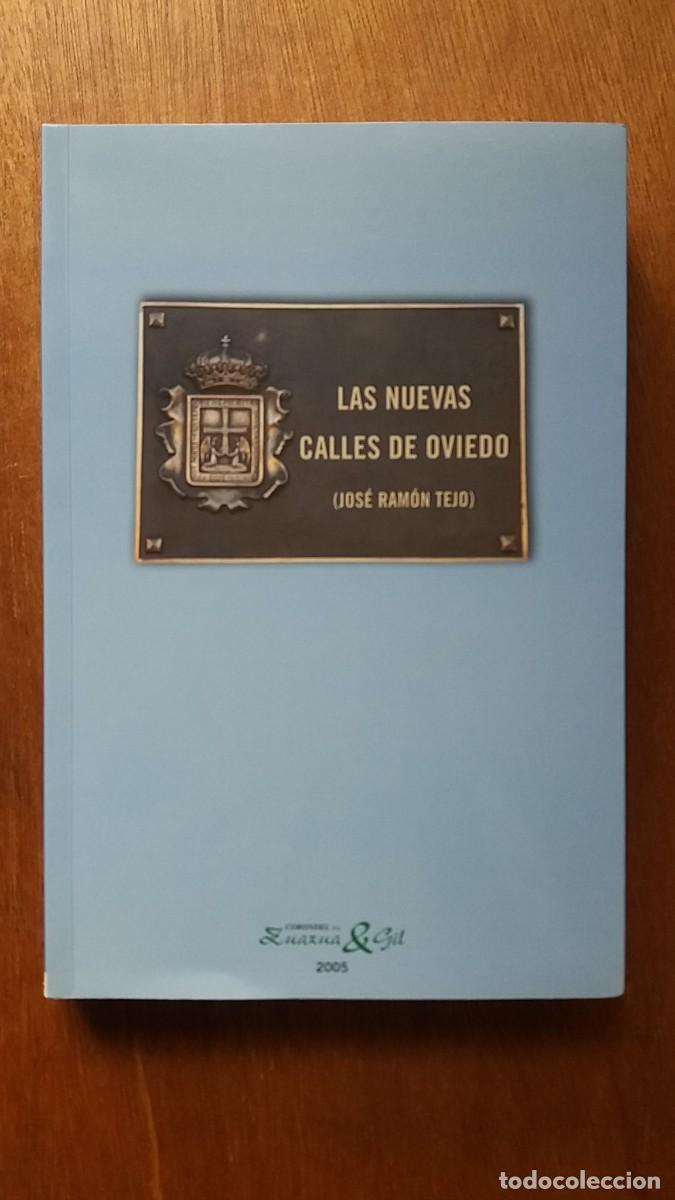 LAS NUEVAS
CALLES DE OVIEDO
(JOSÉ RAMÓN TEJO)
Zuazua & Gil
2005
todocoleccion